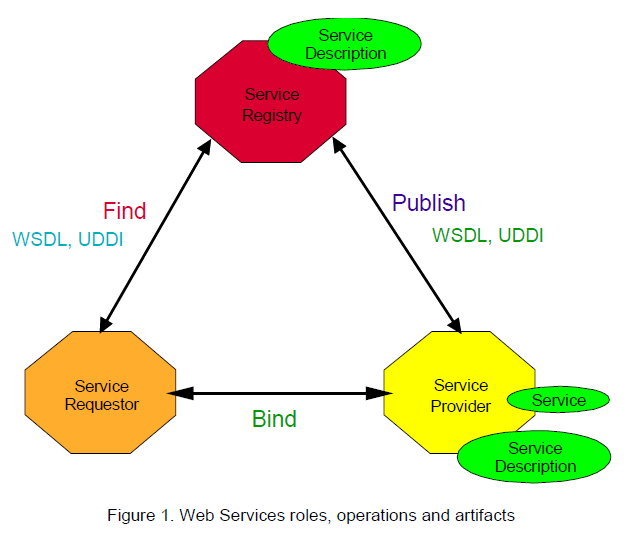 Service
Description
Service
Registry
Find
WSDL, UDDI
Publish
WSDL, UDDI
Service
Requestor
Bind
Service
Provider
Service
Service
Description
Figure 1. Web Services roles, operations and artifacts